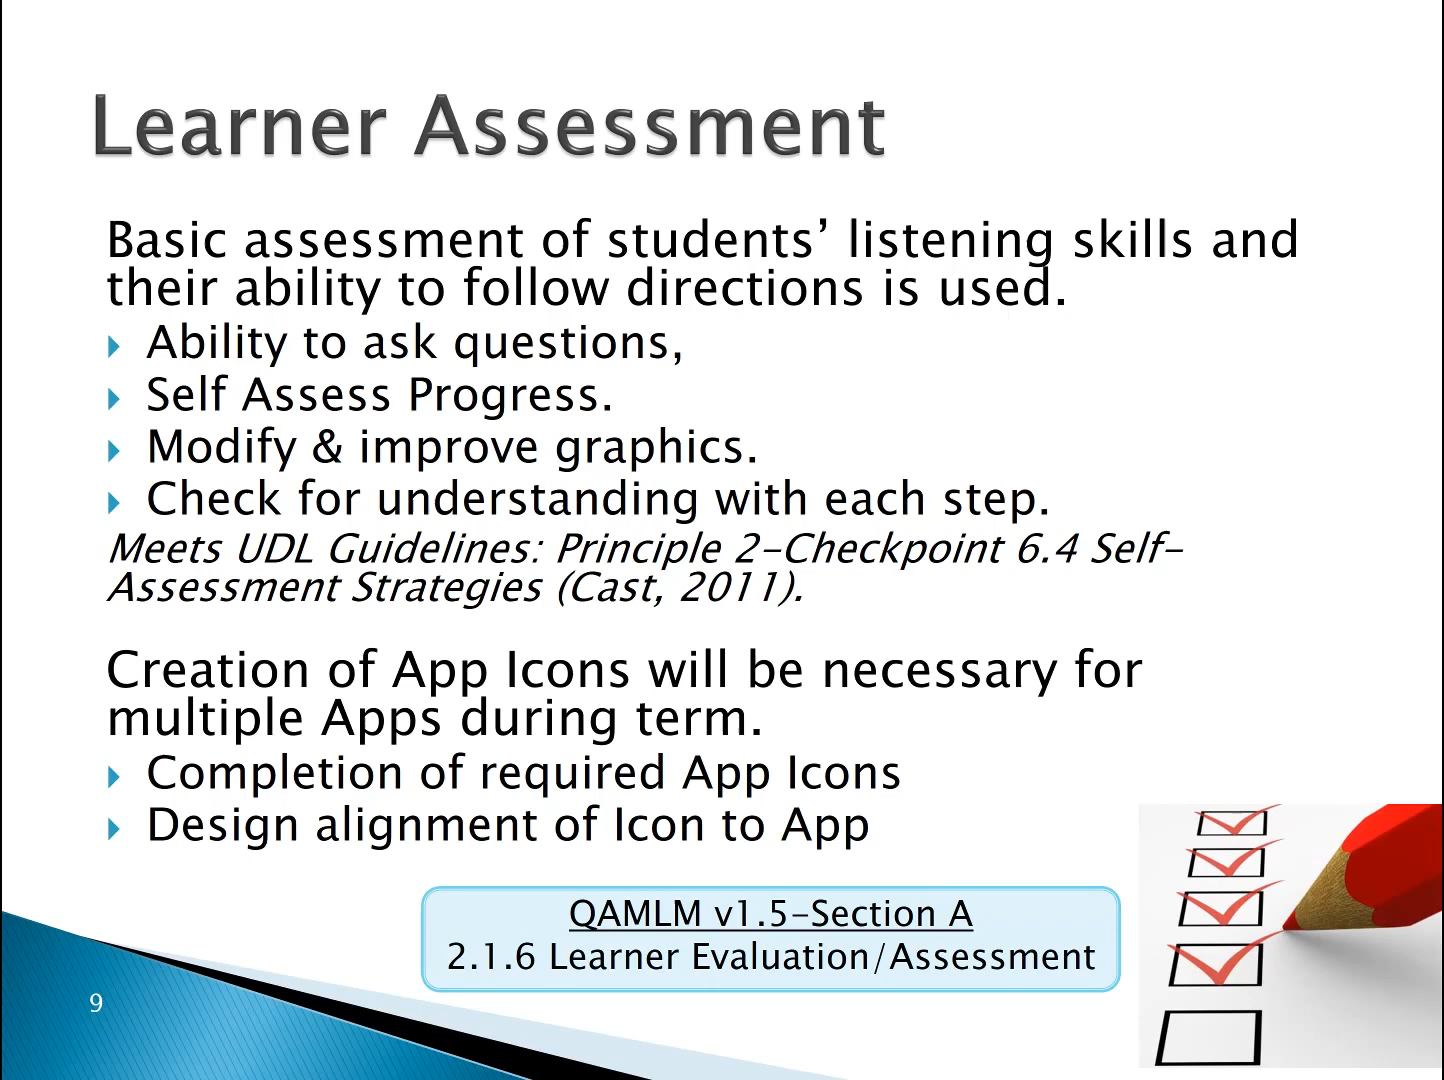 Learner Assessment
Basic assessment of students’ listening skills and
their ability to follow directions is used.
Ability to ask questions,
Self Assess Progress.
Modify & improve graphics.
Check for understanding with each step.
Meets UDL Guidelines: Principle 2-Checkpoint 6.4 Self-
Assessment Strategies (Cast, 2011).
Creation of App Icons will be necessary for
multiple Apps during term.
Completion of required App Icons
Design alignment of Icon to App
QAMLM v1.5-Section A
2.1.6 Learner Evaluation/Assessment
9